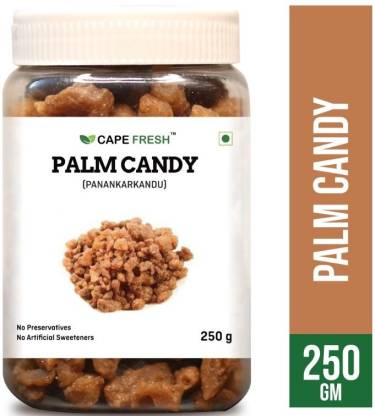 CAPE FRESH™
PALM CANDY
(PANANKARKANDU)
No Preservatives
No Artificial Sweeteners
250 g
PALM CANDY
250
GM